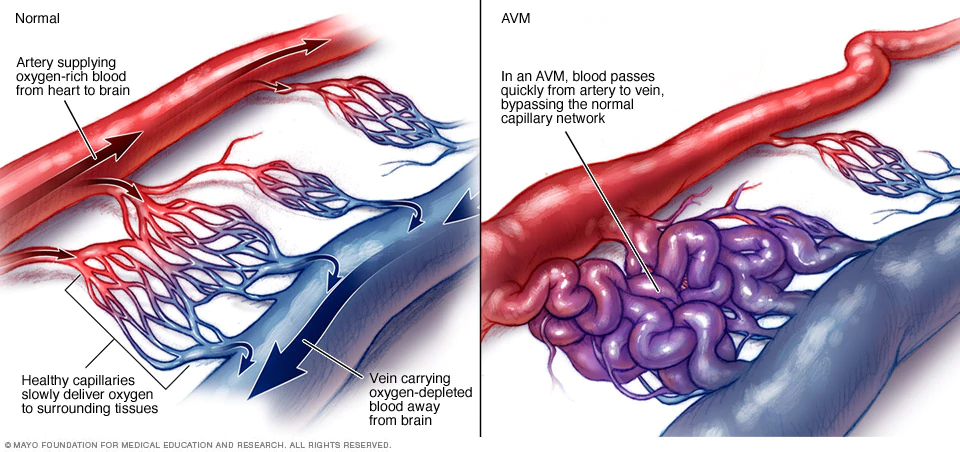 Normal
Artery supplying
oxygen-rich blood
from heart to brain
Healthy capillaries
slowly deliver oxygen
to surrounding tissues
Vein carrying
oxygen-depleted
blood away
from brain
AVM
In an AVM, blood passes
quickly from artery to vein,
bypassing the normal
capillary network
© MAYO FOUNDATION FOR MEDICAL EDUCATION AND RESEARCH. ALL RIGHTS RESERVED.